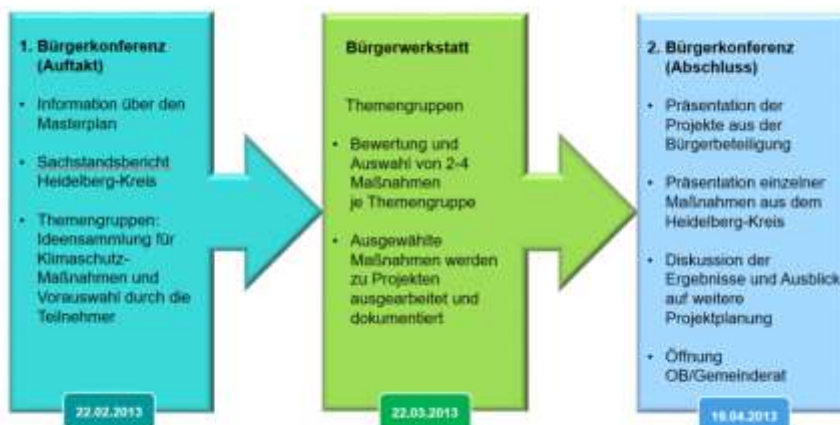 1. Bürgerkonferenz
(Auftakt)
• Information über den
Masterplan
• Sachstandsbericht
Heidelberg-Kreis
• Themengruppen:
Ideensammlung für
Klimaschutz-
Maßnahmen und
Vorauswahl durch die
Teilnehmer
22.02.2013
Bürgerwerkstatt
Themengruppen
• Bewertung und
Auswahl von 2-4
Maßnahmen
je Themengruppe
• Ausgewählte
Maßnahmen werden
zu Projekten
ausgearbeitet und
dokumentiert
22.03.2013
2. Bürgerkonferenz
(Abschluss)
• Präsentation der
Projekte aus der
Bürgerbeteiligung
• Präsentation einzelner
Maßnahmen aus dem
Heidelberg-Kreis
• Diskussion der
Ergebnisse und Ausblick
auf weitere
Projektplanung
• Öffnung
OB/Gemeinderat